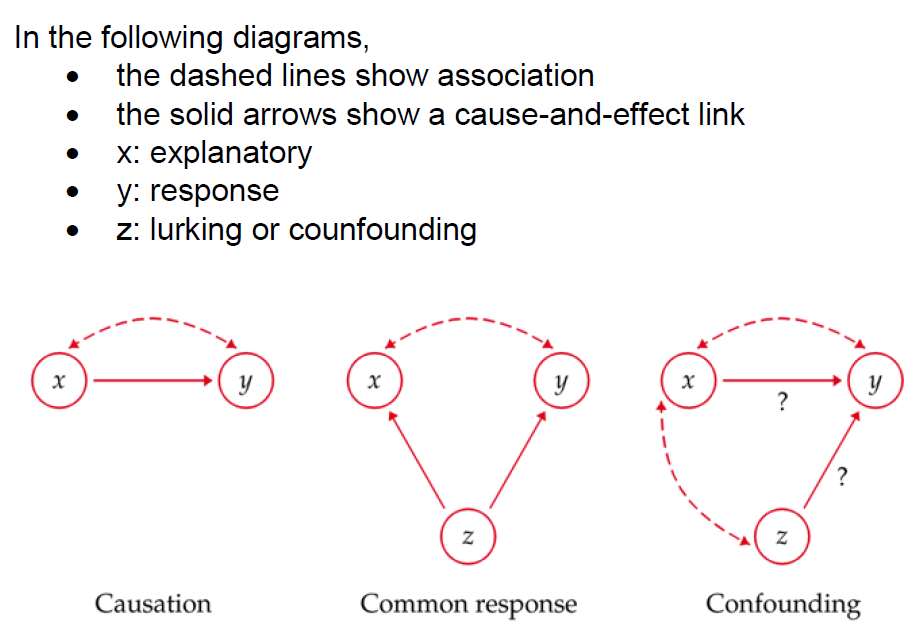 In the following diagrams,
• the dashed lines show association
• the solid arrows show a cause-and-effect link
• x: explanatory
• y: response
• z: lurking or counfounding
x y
z
Causation
x y
z
Common response
x y
?
?
z
Confounding